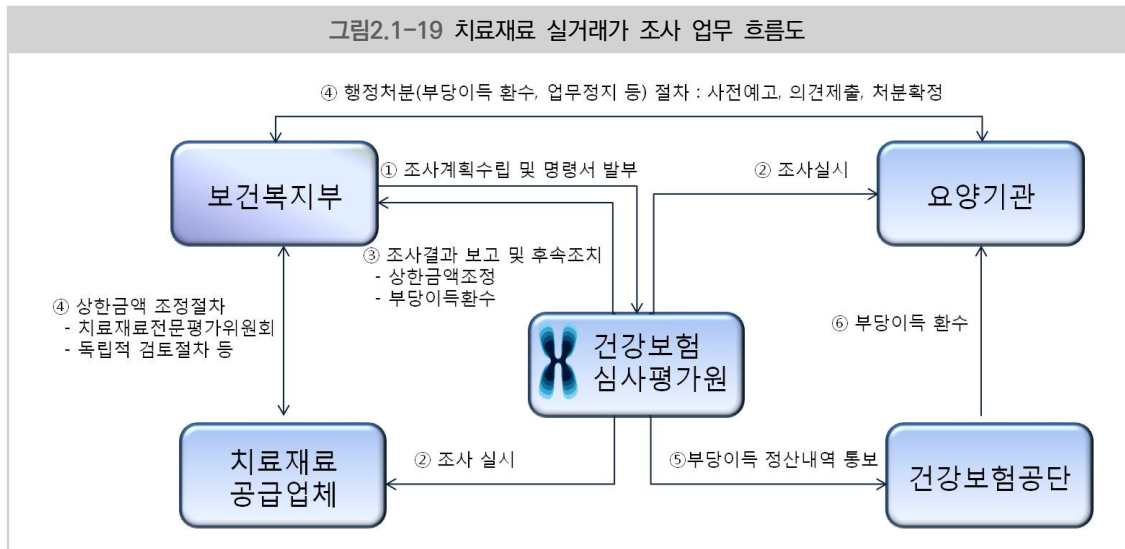 그림2.1-19 치료재료 실거래가 조사 업무 흐름도
④ 행정처분(부당이득 환수, 업무정지 등) 절차 : 사전예고, 의견제출, 처분확정
보건복지부
① 조사계획수립 및 명령서 발부
② 조사실시
요양기관
③ 조사결과 보고 및 후속조치
- 상한금액조정
- 부당이득환수
④ 상한금액 조정절차
- 치료재료전문평가위원회
- 독립적 검토절차 등
건강보험
심사평가원
⑥ 부당이득 환수
치료재료
공급업체
② 조사 실시
⑤부당이득 정산내역 통보
건강보험공단